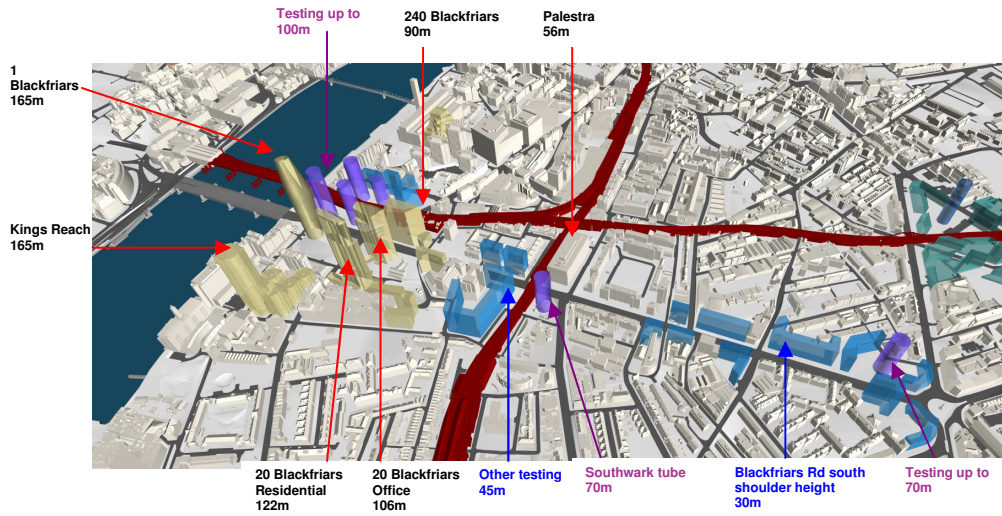 Testing up to
100m
240 Blackfriars
90m
Palestra
56m
1
Blackfriars
165m
Kings Reach
165m
20 Blackfriars
Residential
122m
20 Blackfriars
Office
106m
Other testing
45m
Southwark tube
70m
Blackfriars Rd south
shoulder height
30m
Testing up to
70m